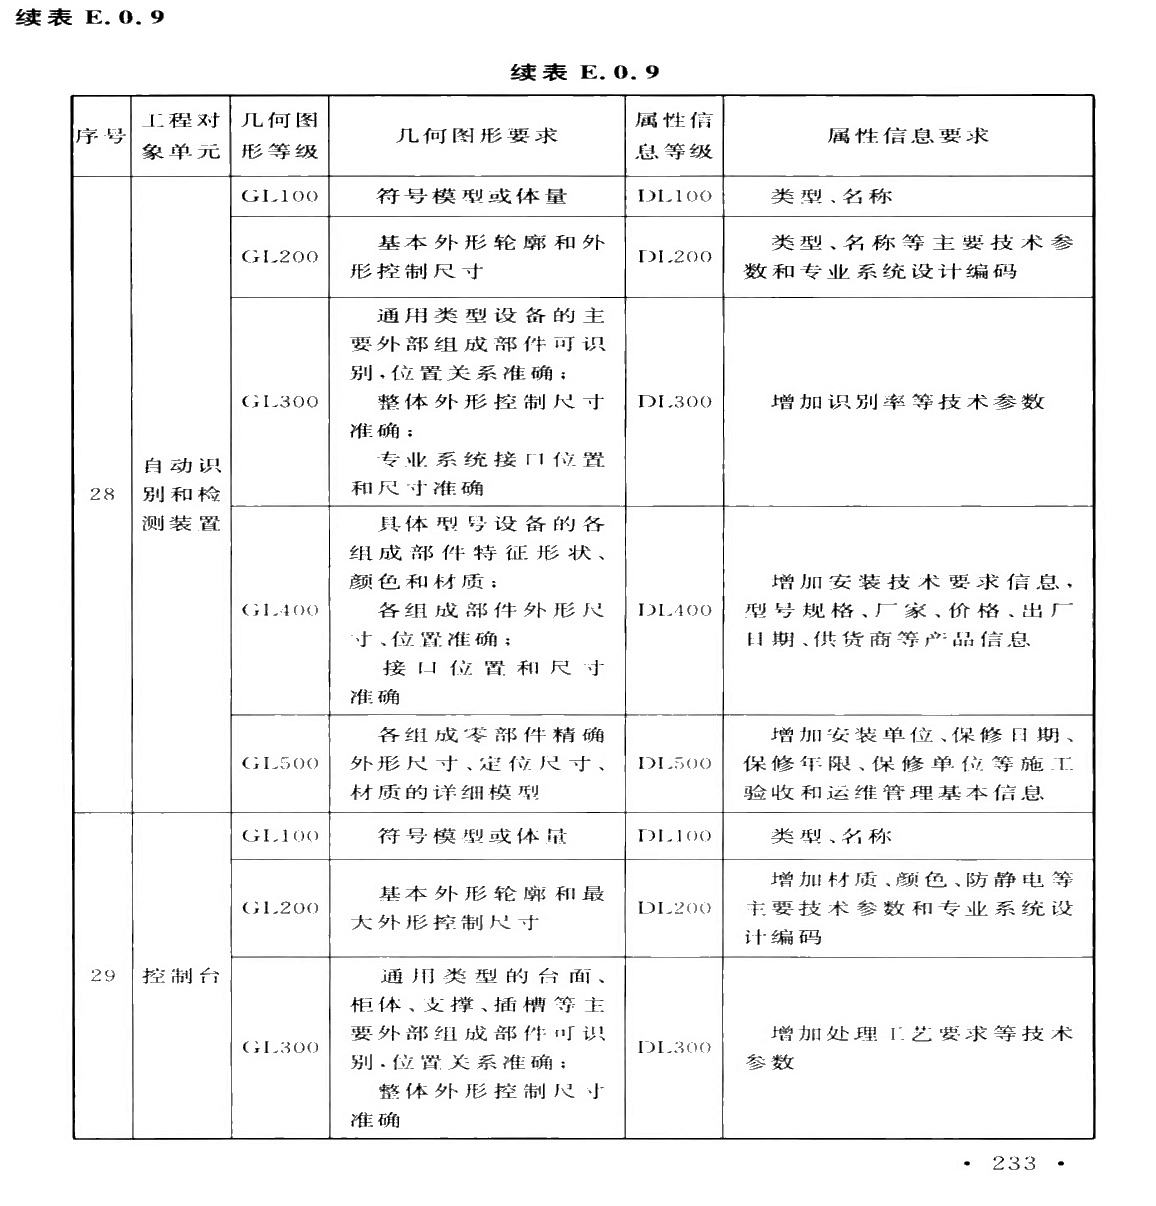 续表 E.0.9
续表 E.0.9
序号
工程对
象单元
几何图
形等级
几何图形要求
属性信
息等级
属性信息要求
28
自动识
别和检
测装置
GL100
符号模型或体量
DL100
类型、名称
GL200
基本外形轮廓和外
形控制尺寸
DL200
类型、名称等主要技术参
数和专业系统设计编码
GL300
通用类型设备的主
要外部组成部件可识
别,位置关系准确;
整体外形控制尺寸
准确;
专业系统接口位置
和尺寸准确
DL300
增加识别率等技术参数
GL400
具体型号设备的各
组成部件特征形状、
颜色和材质;
各组成部件外形尺
寸、位置准确;
接口位置和尺寸
准确
DL400
增加安装技术要求信息,
型号规格、厂家、价格、出厂
日期、供货商等产品信息
GL500
各组成零部件精确
外形尺寸、定位尺寸、
材质的详细模型
DL500
增加安装单位、保修日期、
保修年限、保修单位等施工
验收和运维管理基本信息
29
控制台
GL100
符号模型或体量
DL100
类型、名称
GL200
基本外形轮廓和最
大外形控制尺寸
DL200
增加材质、颜色、防静电等
主要技术参数和专业系统设
计编码
GL300
通用类型的台面、
柜体、支撑、插槽等主
要外部组成部件可识
别,位置关系准确;
整体外形控制尺寸
准确
DL300
增加处理工艺要求等技术
参数
• 233 •